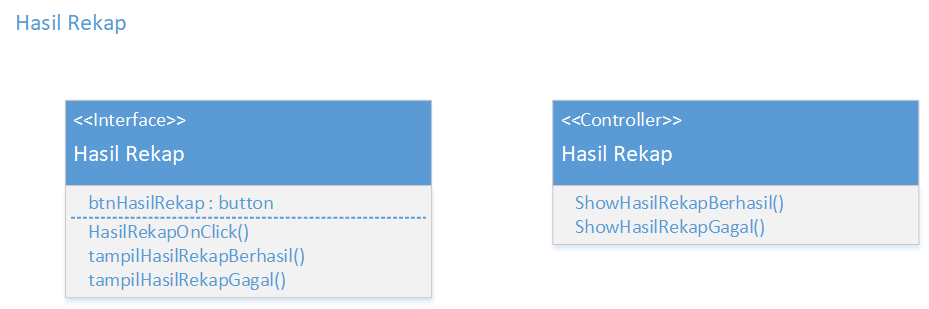 Hasil Rekap
<<Interface>>
Hasil Rekap
btnHasilRekap : button
HasilRekapOnClick()
tampilHasilRekapBerhasil()
tampilHasilRekapGagal()
<<Controller>>
Hasil Rekap
ShowHasilRekapBerhasil()
ShowHasilRekapGagal()